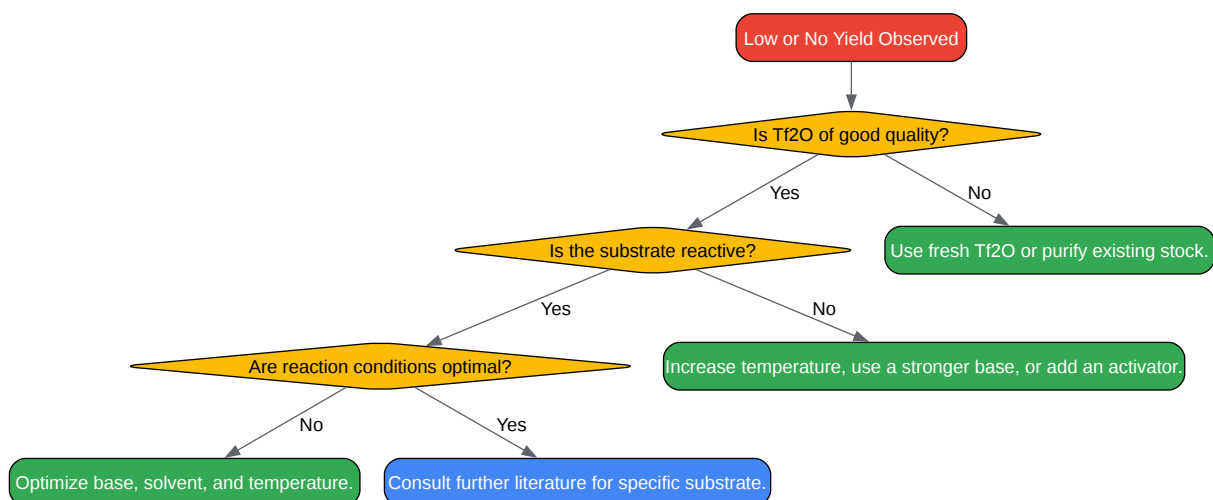 Low or No Yield Observed
Is Tf2O of good quality?
Yes
No
Is the substrate reactive?
Use fresh Tf2O or purify existing stock.
Yes
No
Are reaction conditions optimal?
Increase temperature, use a stronger base, or add an activator.
No
Yes
Optimize base, solvent, and temperature.
Consult further literature for specific substrate.